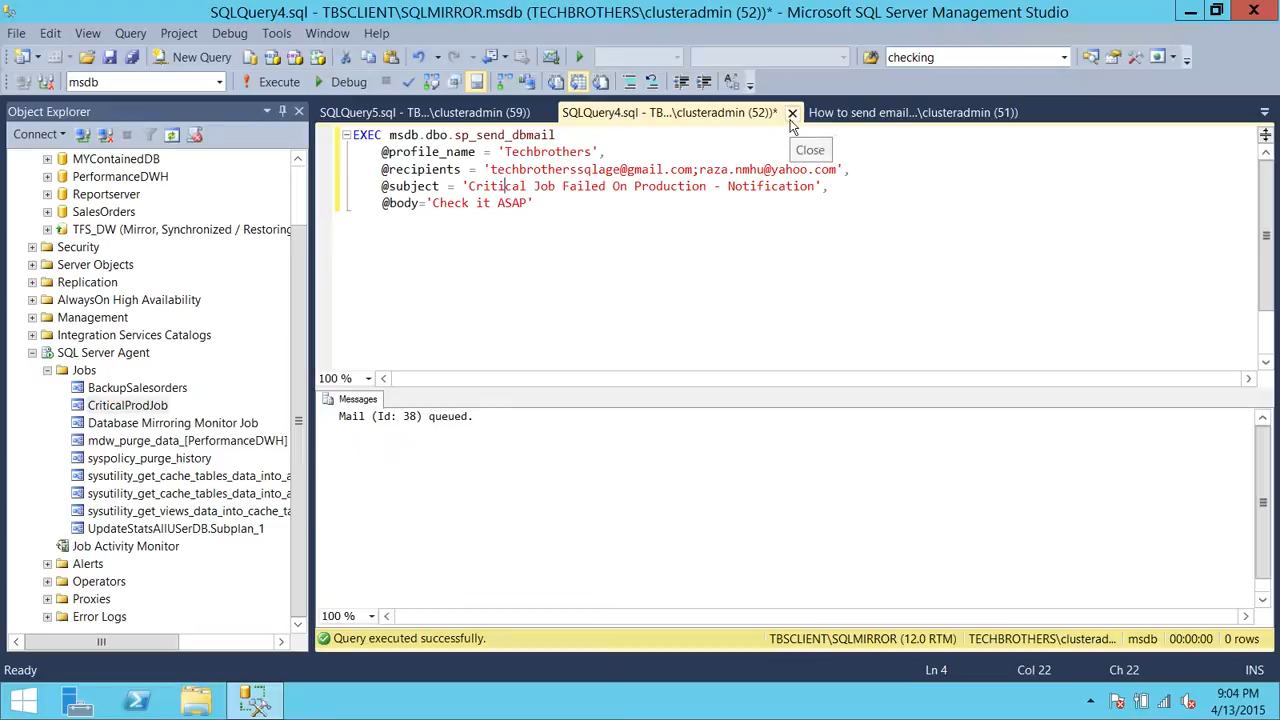 SQLQuery4.sql - TBSCLIENT\SQLMIRROR.msdb (TECHBROTHERS\clusteradmin (52))* - Microsoft SQL Server Management Studio
File Edit View Query Project Debug Tools Window Help
New Query checking
msdb Execute Debug
Object Explorer
SQLQuery5.sql - TB...\clusteradmin (59)) SQLQuery4.sql - TB...\clusteradmin (52))* How to send email...\clusteradmin (51))
Connect
Close
MYContainedDB
PerformanceDWH
Reportserver
SalesOrders
TFS_DW (Mirror, Synchronized / Restoring
Security
Server Objects
Replication
AlwaysOn High Availability
Management
Integration Services Catalogs
SQL Server Agent
Jobs
BackupSalesorders
CriticalProdJob
Database Mirroring Monitor Job
mdw_purge_data_[PerformanceDWH]
syspolicy_purge_history
sysutility_get_cache_tables_data_into_a
sysutility_get_cache_tables_data_into_a
sysutility_get_views_data_into_cache_ta
UpdateStatsAllUSerDB.Subplan_1
Job Activity Monitor
Alerts
Operators
Proxies
Error Logs
EXEC msdb.dbo.sp_send_dbmail
@profile_name = 'Techbrothers',
@recipients = 'techbrotherssqlage@gmail.com;raza.nmhu@yahoo.com',
@subject = 'Critical Job Failed On Production - Notification',
@body='Check it ASAP'
100 %
Messages
Mail (Id: 38) queued.
100 %
Query executed successfully. TBSCLIENT\SQLMIRROR (12.0 RTM) TECHBROTHERS\clusterad... msdb 00:00:00 0 rows
Ready Ln 4 Col 22 Ch 22 INS
9:04 PM
4/13/2015